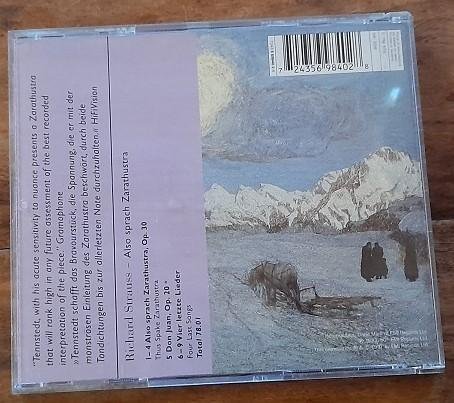 "Tennstedt, with his acute sensitivity to nuance presents a Zarathustra
that will rank high in any future assessment of the best recorded
interpretation of the piece." Gramophone
»Tennstedt schafft das Bravourstück, die Spannung, die er mit der
monströsen Einleitung des Zarathustra beschwört, durch beide
Tondichtungen bis zur allerletzten Note durchzuhalten.« HiFiVision
Richard Strauss – Also sprach Zarathustra
1–4 Also sprach Zarathustra, Op. 30
Thus Spake Zarathustra
5 Don Juan, Op. 20 *
6–9 Vier letzte Lieder
Four Last Songs
Total 78.01
7 24356 98402 8